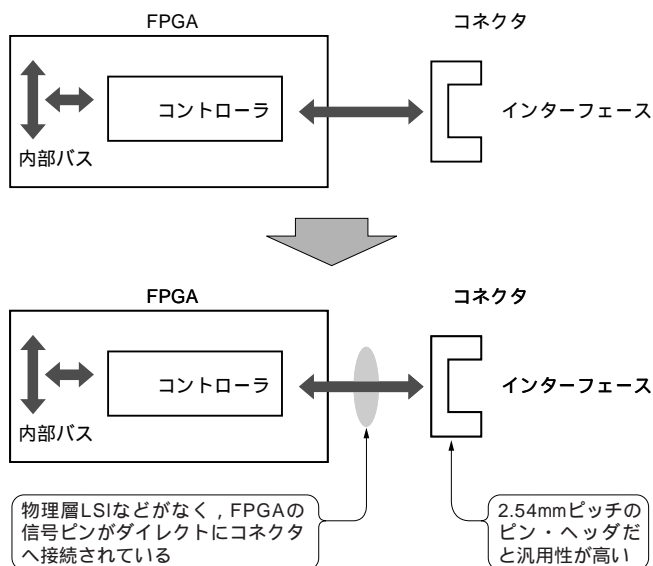 FPGA
コネクタ
コントローラ
インターフェース
内部バス
FPGA
コネクタ
コントローラ
インターフェース
内部バス
物理層LSIなどがなく，FPGAの
信号ピンがダイレクトにコネクタ
へ接続されている
2.54mmピッチの
ピン・ヘッダだ
と汎用性が高い